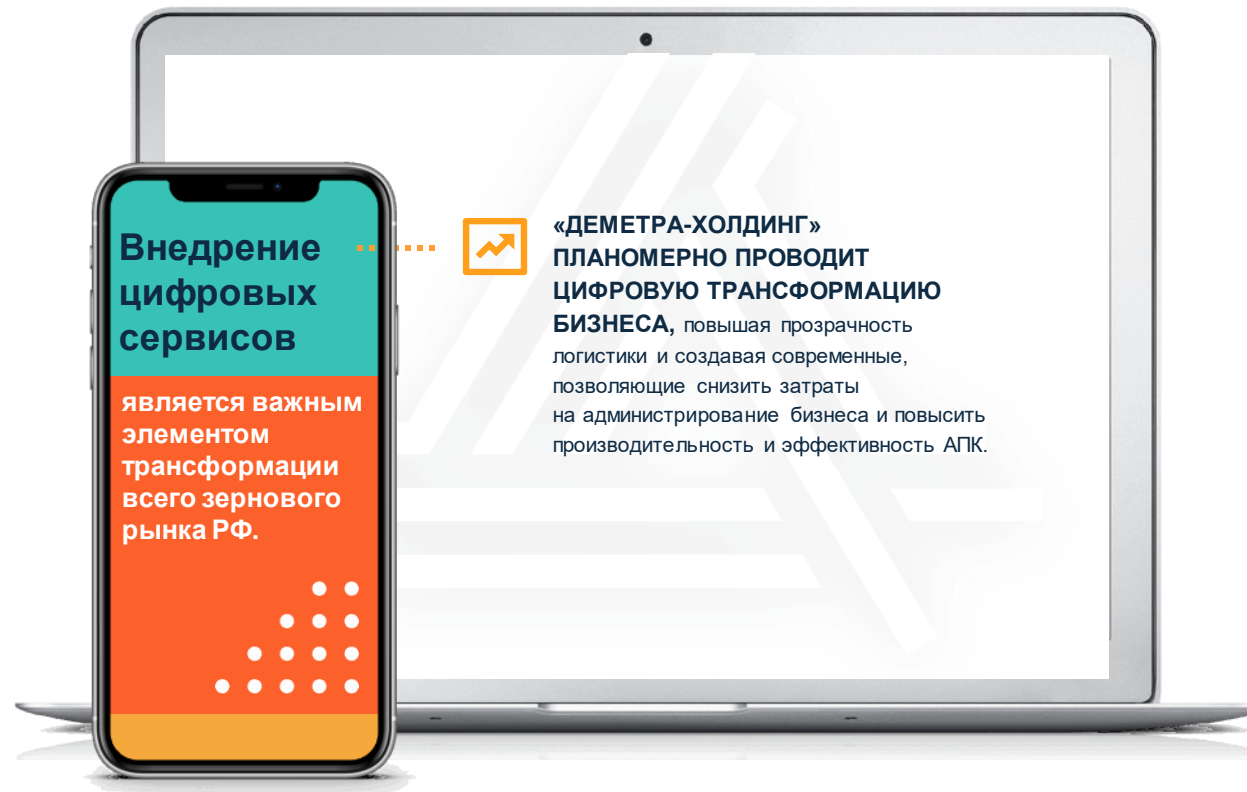 Внедрение
цифровых
сервисов
является важным
элементом
трансформации
всего зернового
рынка РФ.
«ДЕМЕТРА-ХОЛДИНГ»
ПЛАНОМЕРНО ПРОВОДИТ
ЦИФРОВУЮ ТРАНСФОРМАЦИЮ
БИЗНЕСА, повышая прозрачность
логистики и создавая современные,
позволяющие снизить затраты
на администрирование бизнеса и повысить
производительность и эффективность АПК.